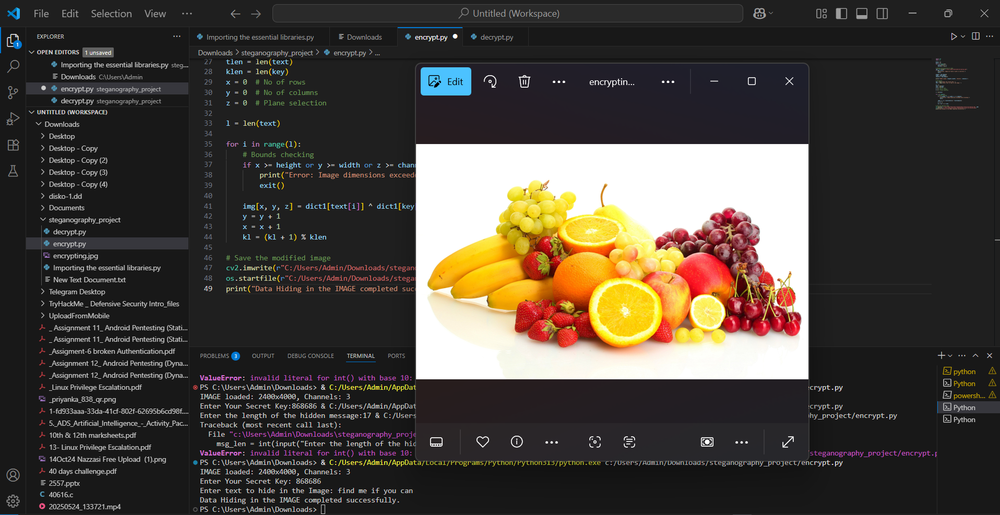 File Edit Selection View ··· Untitled (Workspace)
EXPLORER ···
OPEN EDITORS 1 unsaved
Importing the essential libraries.py steg...
Downloads C:\Users\Admin
encrypt.py steganography_project
decrypt.py steganography_project
UNTITLED (WORKSPACE)
Downloads
Desktop
Desktop - Copy
Desktop - Copy (2)
Desktop - Copy (3)
Desktop - Copy (4)
disko-1.dd
Documents
steganography_project
decrypt.py
encrypt.py
encrypting.jpg
Importing the essential libraries.py
New Text Document.txt
Telegram Desktop
TryHackMe _ Defensive Security Intro_files
UploadFromMobile
_ Assignment 11_ Android Pentesting (Stati...
_ Assignment 11_ Android Pentesting (Stati...
_Assigment-6 broken Authentication.pdf
_Assignment 12_ Android Pentesting (Dyna...
_Assignment 12_ Android Pentesting (Dyna...
_Linux Privilege Escalation.pdf
_priyanka_838_qr.png
1-fd933aaa-33da-41cf-802f-62695b6cd98f....
5._ADS_Artificial_Intelligence_-_Activity_Pac...
10th & 12th marksheets.pdf
13- Linux Privilege Escalation.pdf
14Oct24 Nazzasi Free Upload (1).png
40 days challenge.pdf
2557.pptx
40616.c
20250524_133721.mp4
1
Importing the essential libraries.py Downloads encrypt.py decrypt.py
Downloads > steganography_project > encrypt.py > ...
27 tlen = len(text)
28 klen = len(key)
29 x = 0 # No of rows
30 y = 0 # No of columns
31 z = 0 # Plane selection
32
33 l = len(text)
34
35 for i in range(l):
36 # Bounds checking
37 if x >= height or y >= width or z >= chan
38 print("Error: Image dimensions exceed
39 exit()
40
41 img[x, y, z] = dict1[text[i]] ^ dict1[key
42 y = y + 1
43 x = x + 1
44 kl = (kl + 1) % klen
45
46 # Save the modified image
47 cv2.imwrite(r"C:/Users/Admin/Downloads/stegan
48 os.startfile(r"C:/Users/Admin/Downloads/stega
49 print("Data Hiding in the IMAGE completed suc
Edit encryptin...
PROBLEMS 3 OUTPUT DEBUG CONSOLE TERMINAL PORTS
ValueError: invalid literal for int() with base 10:
PS C:\Users\Admin\Downloads> & C:/Users/Admin/AppDat crypt.py
IMAGE loaded: 2400x4000, Channels: 3
Enter Your Secret Key:868686 & C:/Users/Admin/AppDat crypt.py
Enter the length of the hidden message:17 & C:/Users hy_project/encrypt.py
Traceback (most recent call last):
File "c:\Users\Admin\Downloads\steganography_proje
msg_len = int(input("Enter the length of the hid
ValueError: invalid literal for int() with base 10: steganography_project/encrypt.p
PS C:\Users\Admin\Downloads> & C:/Users/Admin/AppData/Local/Programs/Python/Python313/python.exe c:/Users/Admin/Downloads/steganography_project/encrypt.py
IMAGE loaded: 2400x4000, Channels: 3
Enter Your Secret Key: 868686
Enter text to hide in the Image: find me if you can
Data Hiding in the IMAGE completed successfully.
PS C:\Users\Admin\Downloads>
python
Python
powersh...
Python
Python